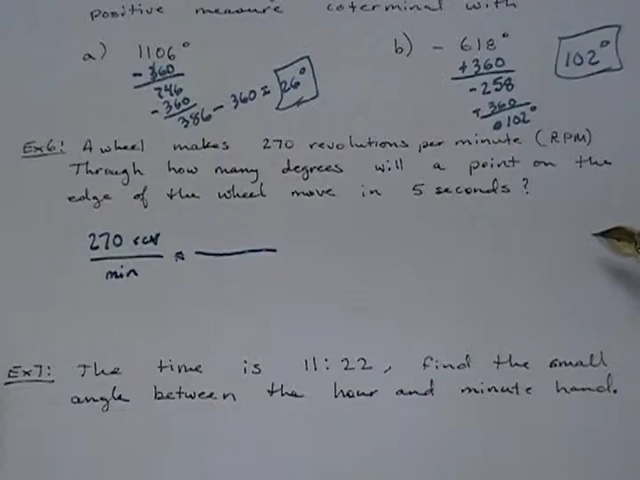 positive measure coterminal with
a) 1106°
- 360
746
- 360
386 - 360 = 26°
b) - 618°
+ 360
- 258
+ 360
102°
102°
Ex6: A wheel makes 270 revolutions per minute (RPM)
Through how many degrees will a point on the
edge of the wheel move in 5 seconds?
270 rev
min
Ex7: The time is 11:22, find the small
angle between the hour and minute hand.